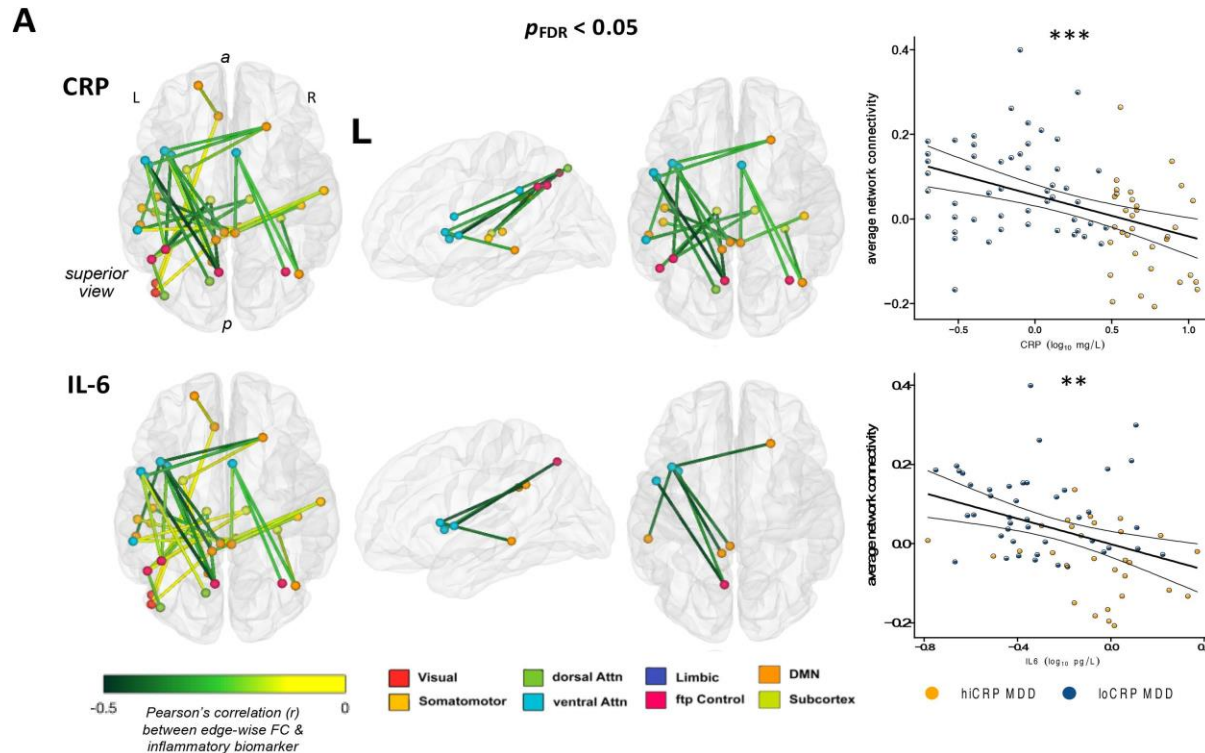 A
pFDR < 0.05
CRP
a
L
R
L
superior
view
p
***
0.4
0.2
0.0
−0.2
average network connectivity
−0.5
0.0
0.5
1.0
CRP (log10 mg/L)
IL-6
**
0.4
0.2
0.0
−0.2
average network connectivity
−0.8
−0.4
0.0
IL6 (log10 pg/L)
-0.5
0
Pearson's correlation (r)
between edge-wise FC &
inflammatory biomarker
Visual
dorsal Attn
Limbic
DMN
Somatomotor
ventral Attn
ftp Control
Subcortex
hiCRP MDD
loCRP MDD